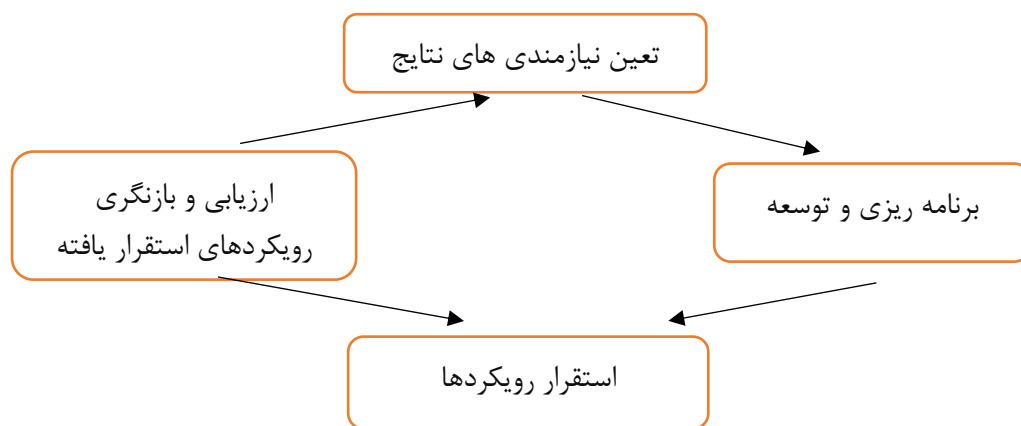 تعین نیازمندی های نتایج
برنامه ریزی و توسعه
ارزیابی و بازنگری
رویکردهای استقرار یافته
استقرار رویکردها